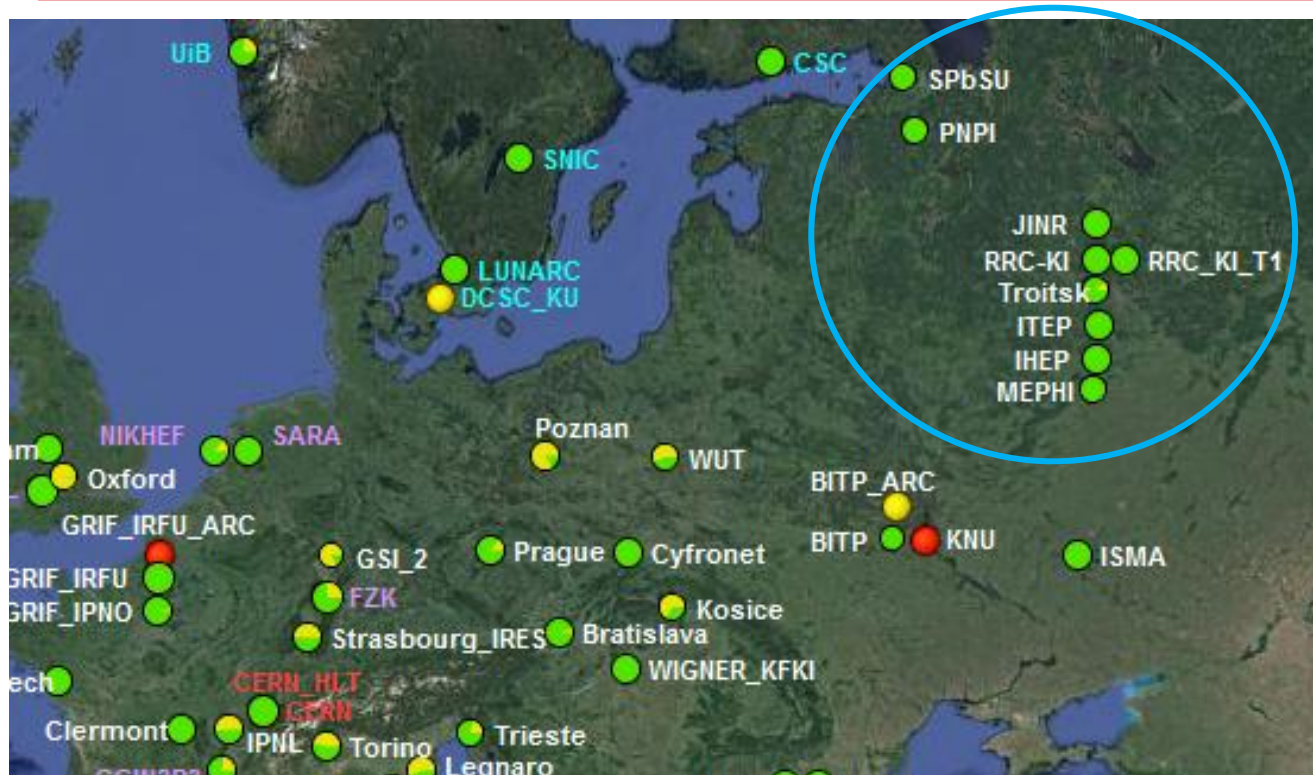 UiB
CSC
SPbSU
PNPI
SNIC
JINR
RRC-KI
RRC_KI_T1
LUNARC
Troitsk
DCSC_KU
ITEP
IHEP
MEPHI
Poznan
NIKHEF
SARA
WUT
Oxford
BITP_ARC
GRIF_IRFU_ARC
BITP
KNU
Prague
Cyfronet
GSI_2
ISMA
GRIF_IRFU
FZK
GRIF_IPNO
Kosice
Strasbourg_IRES
Bratislava
WIGNER_KFKI
CERN_HLT
CERN
Clermont
IPNL
Torino
Trieste
Legnaro